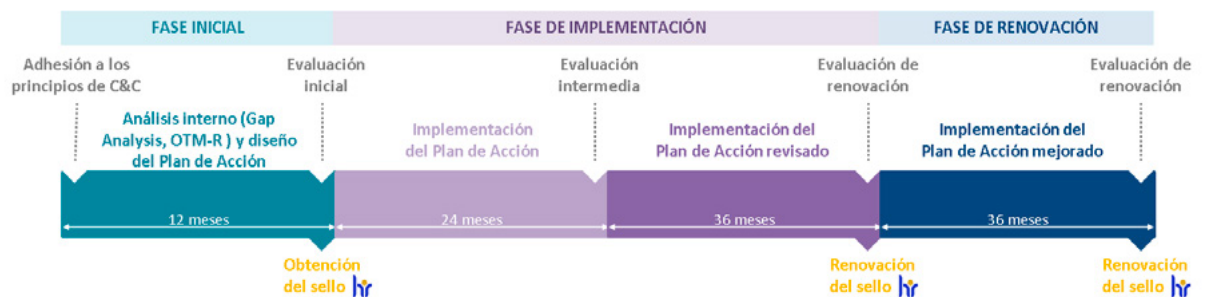 FASE INICIAL
FASE DE IMPLEMENTACIÓN
FASE DE RENOVACIÓN
Adhesión a los
principios de C&C
Evaluación
inicial
Evaluación
intermedia
Evaluación de
renovación
Evaluación de
renovación
Análisis interno (Gap
Analysis, OTM-R ) y diseño
del Plan de Acción
Implementación
del Plan de Acción
Implementación del
Plan de Acción revisado
Implementación del
Plan de Acción mejorado
12 meses
24 meses
36 meses
36 meses
Obtención
del sello hr
Renovación
del sello hr
Renovación
del sello hr